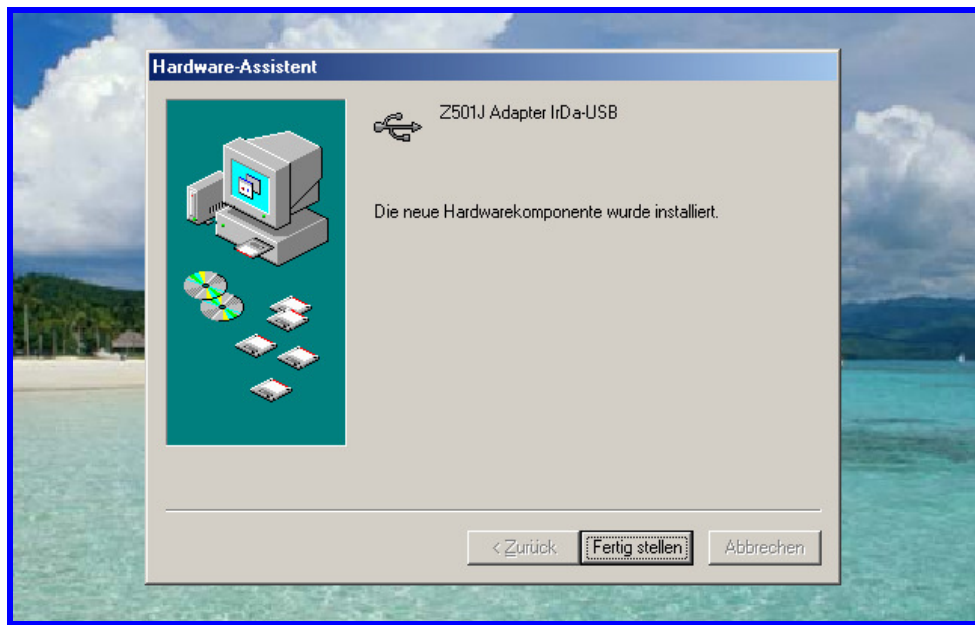 Hardware-Assistent
Z501J Adapter IrDa-USB
Die neue Hardwarekomponente wurde installiert.
< Zurück
Fertig stellen
Abbrechen